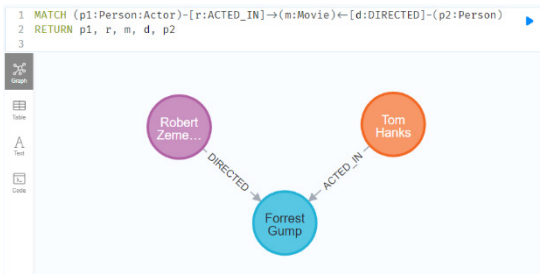 1 MATCH (p1:Person:Actor)-[r:ACTED_IN]→(m:Movie)←[d:DIRECTED]-(p2:Person)
2 RETURN p1, r, m, d, p2
3
Graph
Table
Text
Code
Robert
Zeme...
Tom
Hanks
DIRECTED
ACTED_IN
Forrest
Gump